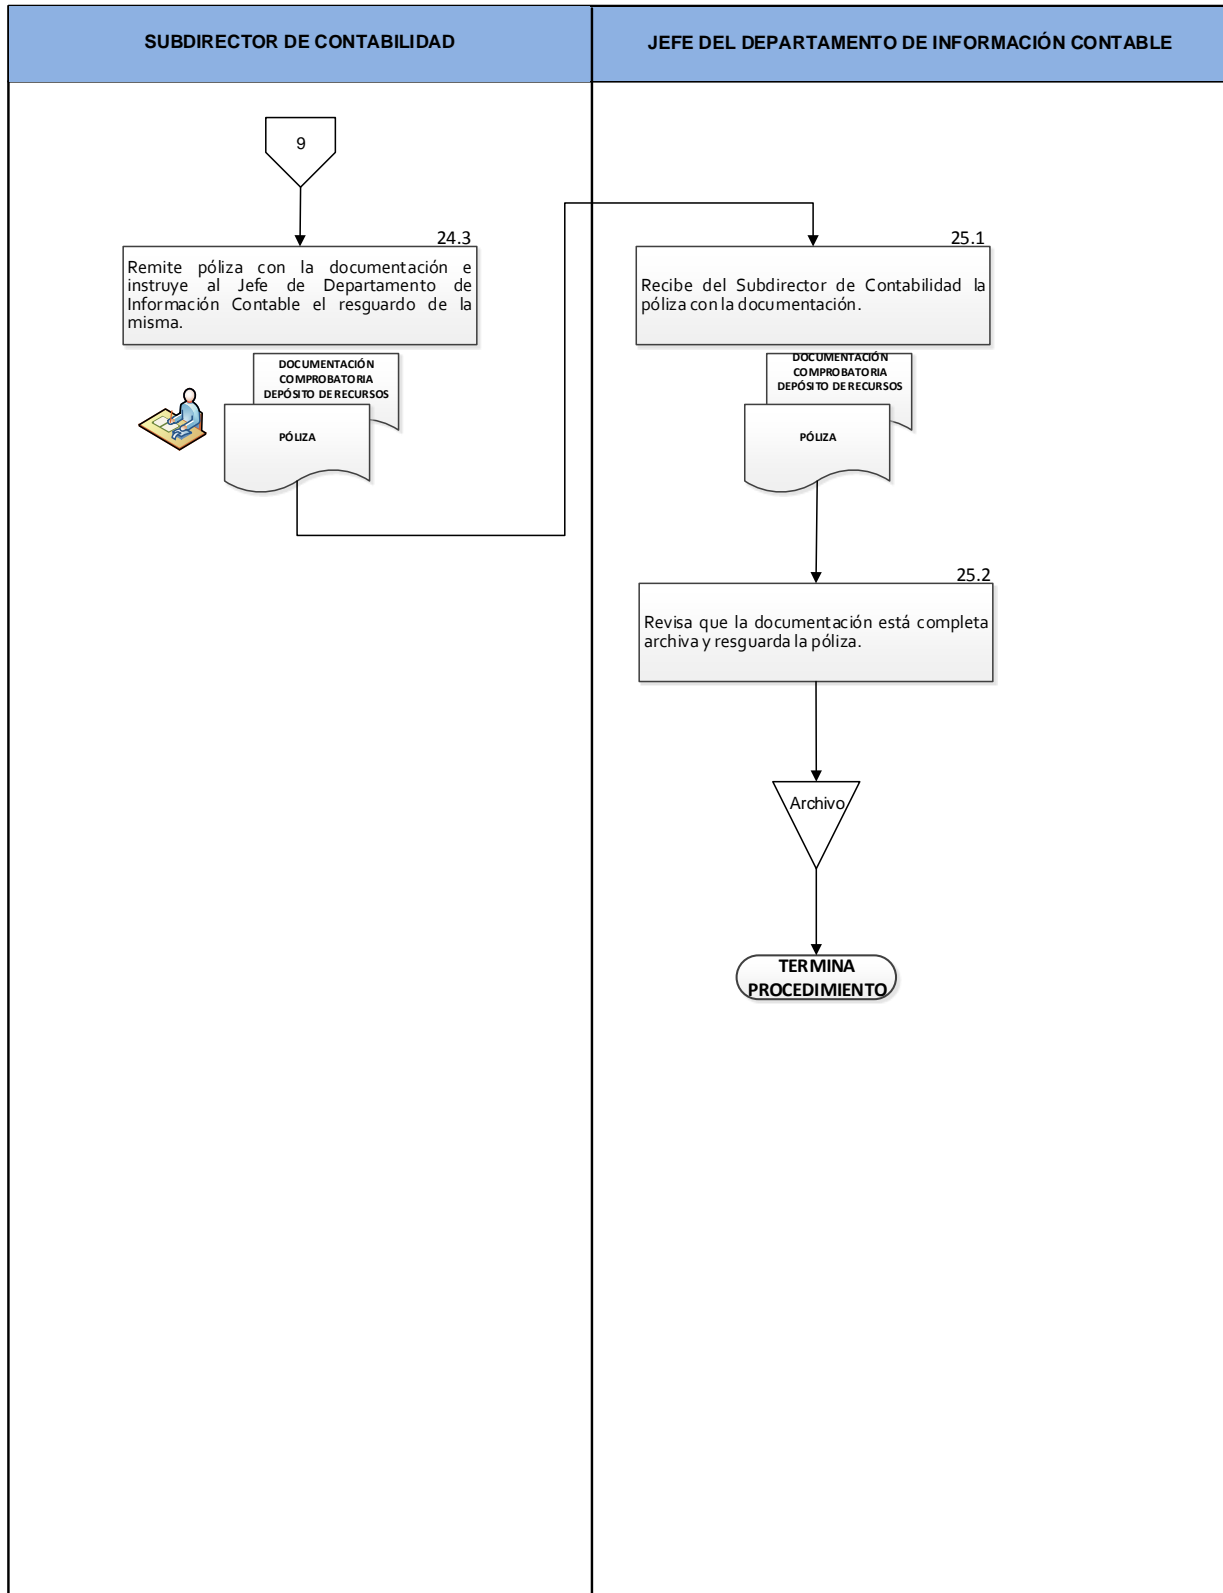 SUBDIRECTOR DE CONTABILIDAD
JEFE DEL DEPARTAMENTO DE INFORMACIÓN CONTABLE
9
24.3
Remite póliza con la documentación e
instruye al Jefe de Departamento de
Información Contable el resguardo de la
misma.
DOCUMENTACIÓN
COMPROBATORIA
DEPÓSITO DE RECURSOS
PÓLIZA
25.1
Recibe del Subdirector de Contabilidad la
póliza con la documentación.
DOCUMENTACIÓN
COMPROBATORIA
DEPÓSITO DE RECURSOS
PÓLIZA
25.2
Revisa que la documentación está completa
archiva y resguarda la póliza.
Archivo
TERMINA
PROCEDIMIENTO